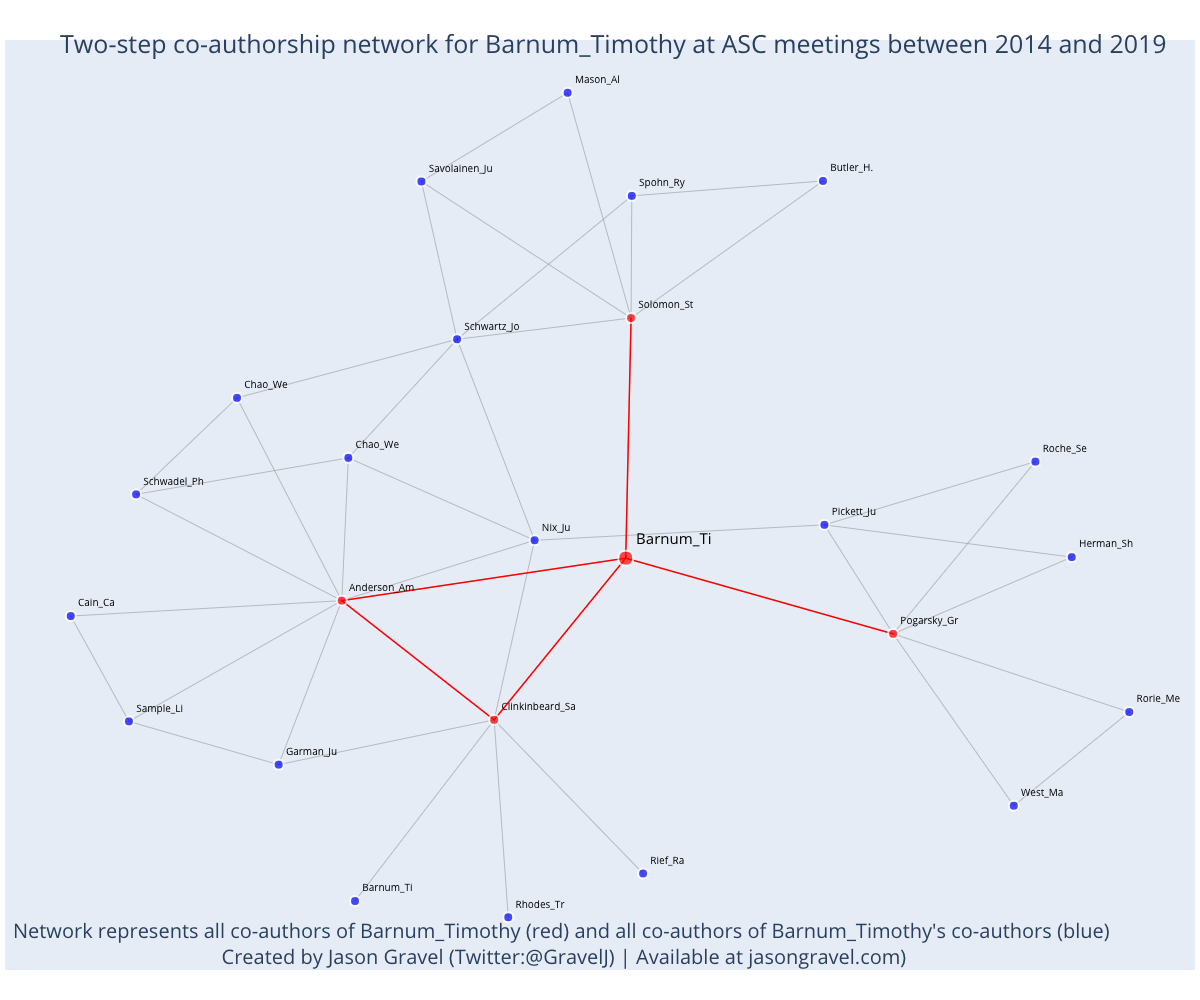 Two-step co-authorship network for Barnum_Timothy at ASC meetings between 2014 and 2019
Mason_Al
Savolainen_Ju
Spohn_Ry
Butler_H.
Solomon_St
Schwartz_Jo
Chao_We
Chao_We
Roche_Se
Schwadel_Ph
Pickett_Ju
Nix_Ju
Barnum_Ti
Herman_Sh
Anderson_Am
Cain_Ca
Pogarsky_Gr
Rorie_Me
Sample_Li
Clinkinbeard_Sa
Garman_Ju
West_Ma
Rief_Ra
Barnum_Ti
Rhodes_Tr
Network represents all co-authors of Barnum_Timothy (red) and all co-authors of Barnum_Timothy's co-authors (blue)
Created by Jason Gravel (Twitter:@GravelJ) | Available at jasongravel.com)